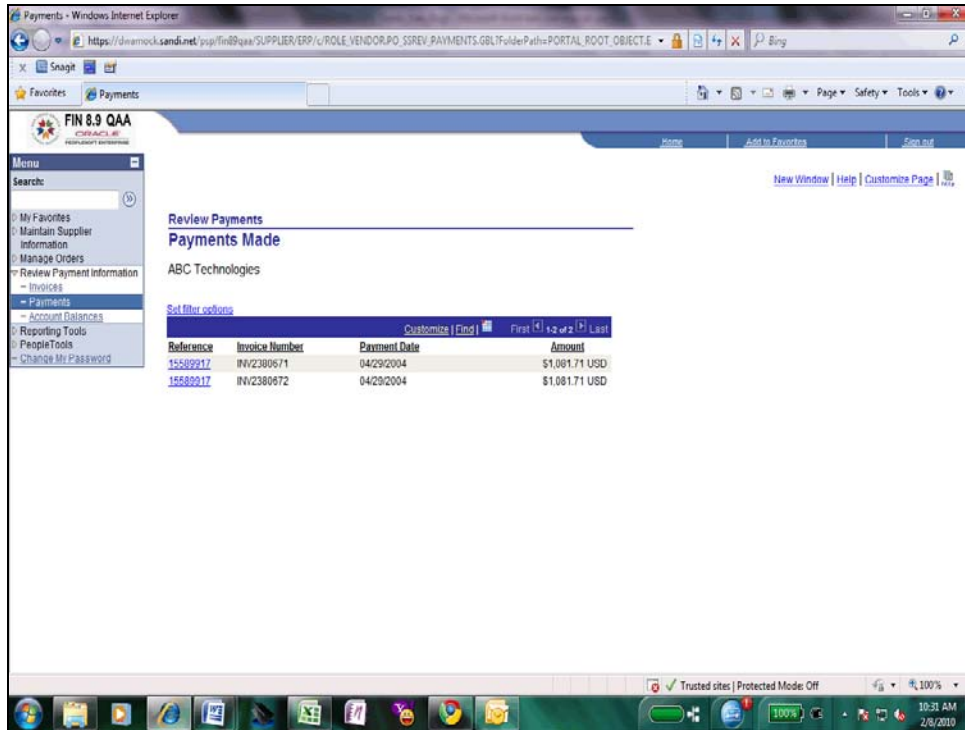 Payments - Windows Internet Explorer
https://dwarnock.sandi.net/psp/fin89qaa/SUPPLIER/ERP/c/ROLE_VENDOR.PO_SSREV_PAYMENTS.GBL?FolderPath=PORTAL_ROOT_OBJECT.E
Bing
x Snagit
Favorites Payments Page Safety Tools
FIN 8.9 QAA
ORACLE
PEOPLESOFT ENTERPRISE
Home Add to Favorites Sign out
Menu
Search:
New Window | Help | Customize Page |
My Favorites
Maintain Supplier
Information
Manage Orders
Review Payment Information
– Invoices
– Payments
– Account Balances
Reporting Tools
PeopleTools
– Change My Password
Review Payments
Payments Made
ABC Technologies
Set filter options
Customize | Find | First 1-2 of 2 Last
Reference Invoice Number Payment Date Amount
15589917 INV2380671 04/29/2004 $1,081.71 USD
15589917 INV2380672 04/29/2004 $1,081.71 USD
Trusted sites | Protected Mode: Off 100%
100%
10:31 AM
2/8/2010